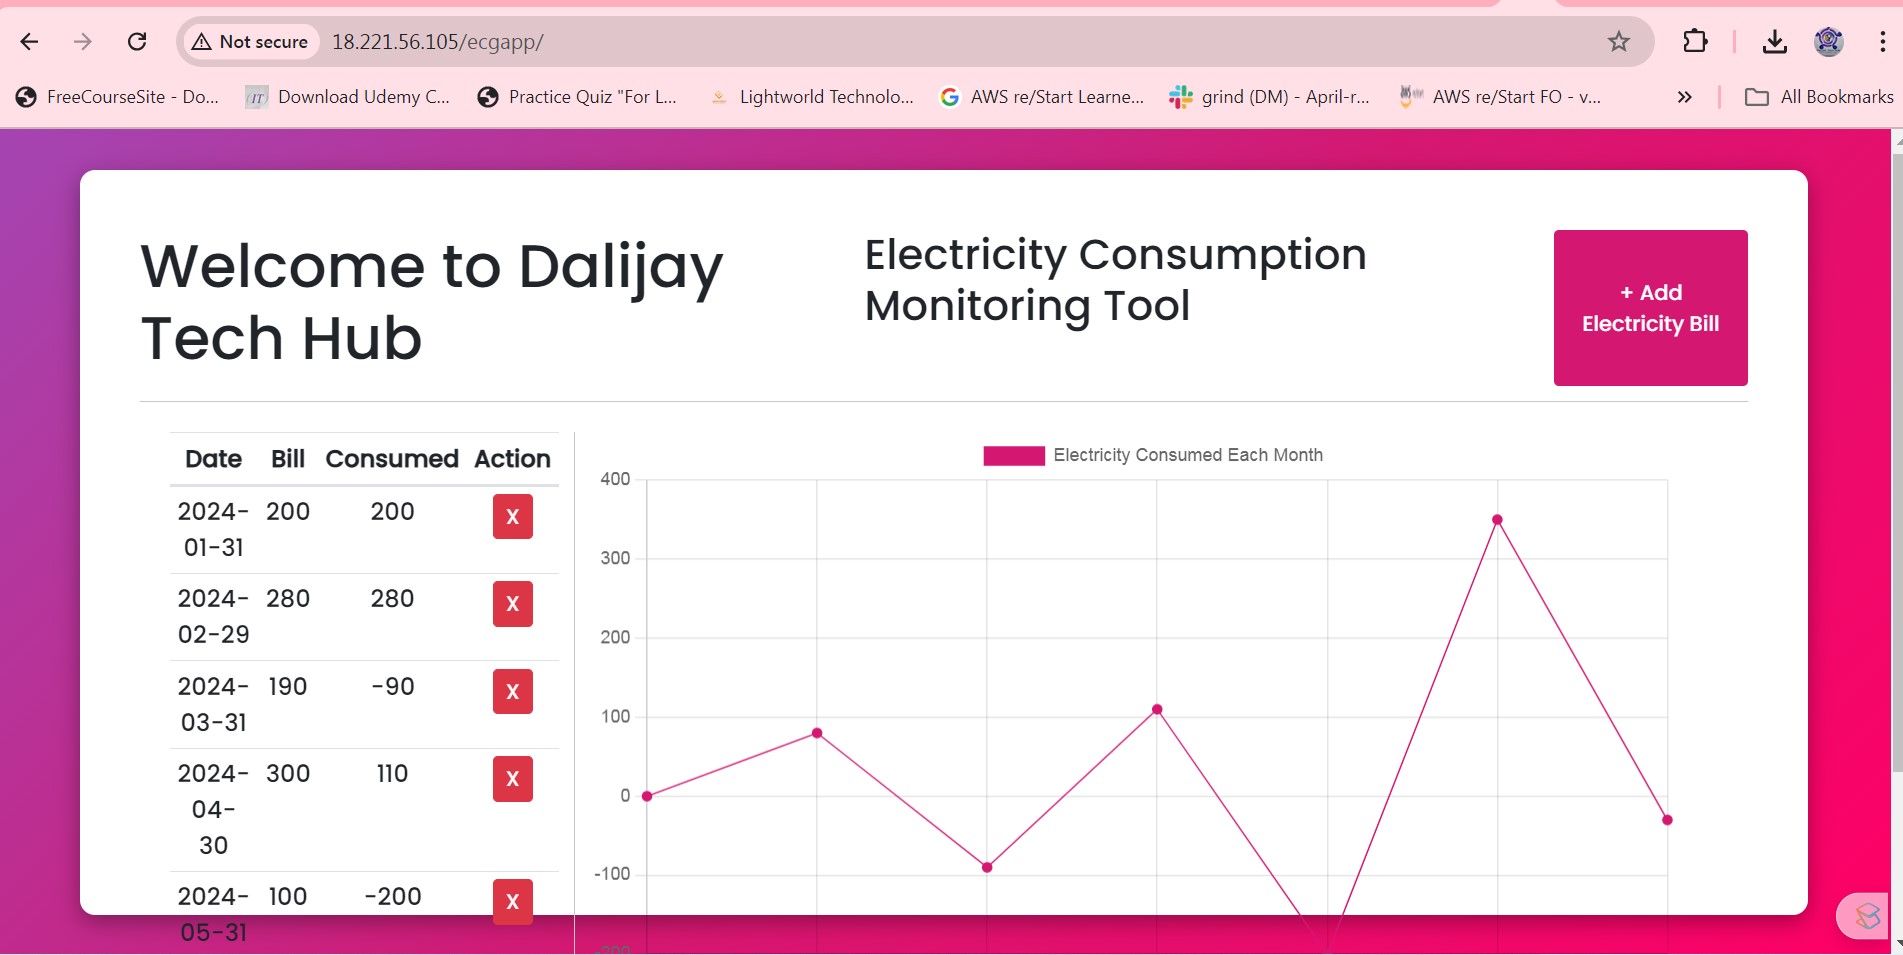 Not secure 18.221.56.105/ecgapp/
FreeCourseSite - Do... (IT) Download Udemy C... Practice Quiz "For L... Lightworld Technolo... AWS re/Start Learne... grind (DM) - April-r... AWS re/Start FO - v... » All Bookmarks
Welcome to Dalijay
Tech Hub
Electricity Consumption
Monitoring Tool
+ Add
Electricity Bill
Date Bill Consumed Action
2024-
01-31
200 200 X
2024-
02-29
280 280 X
2024-
03-31
190 -90 X
2024-
04-
30
300 110 X
2024-
05-31
100 -200 X
Electricity Consumed Each Month
400
300
200
100
0
-100
-200